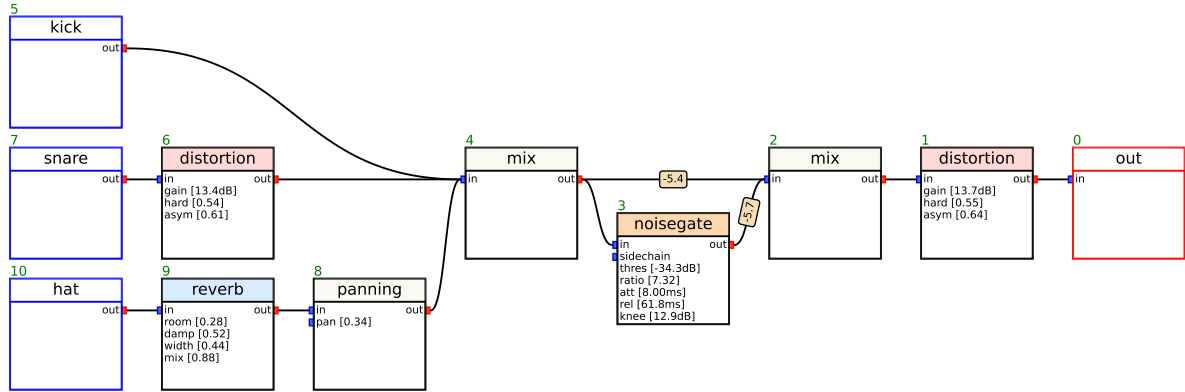 5
kick
out
7
snare
out
6
distortion
in out
gain [13.4dB]
hard [0.54]
asym [0.61]
10
hat
out
9
reverb
in out
room [0.28]
damp [0.52]
width [0.44]
mix [0.88]
8
panning
in out
pan [0.34]
4
mix
in out
-5.4
3
noisegate
in out
sidechain
thres [-34.3dB]
ratio [7.32]
att [8.00ms]
rel [61.8ms]
knee [12.9dB]
-5.7
2
mix
in out
1
distortion
in out
gain [13.7dB]
hard [0.55]
asym [0.64]
0
out
in